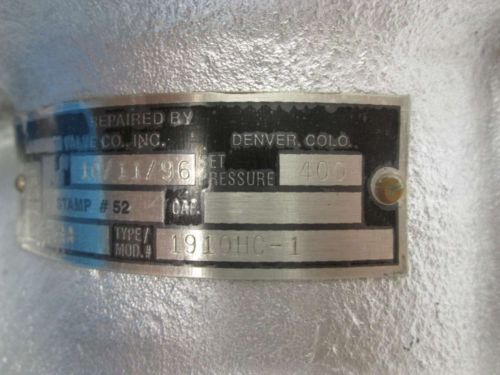 REPAIRED BY
VALVE CO., INC. DENVER, COLO.
10/11/96 SET PRESSURE 400
STAMP # 52 CAP.
TYPE/ MOD.# 1910HC-1